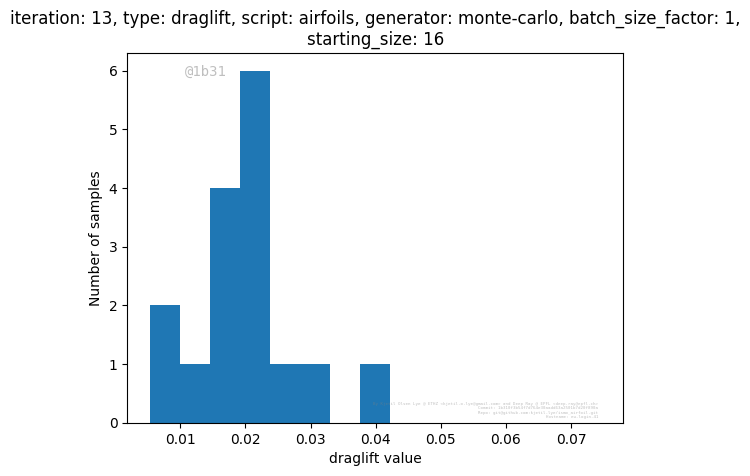 iteration: 13, type: draglift, script: airfoils, generator: monte-carlo, batch_size_factor: 1,
starting_size: 16
@1b31
6
5
4
3
2
1
0
Number of samples
0.01 0.02 0.03 0.04 0.05 0.06 0.07
draglift value